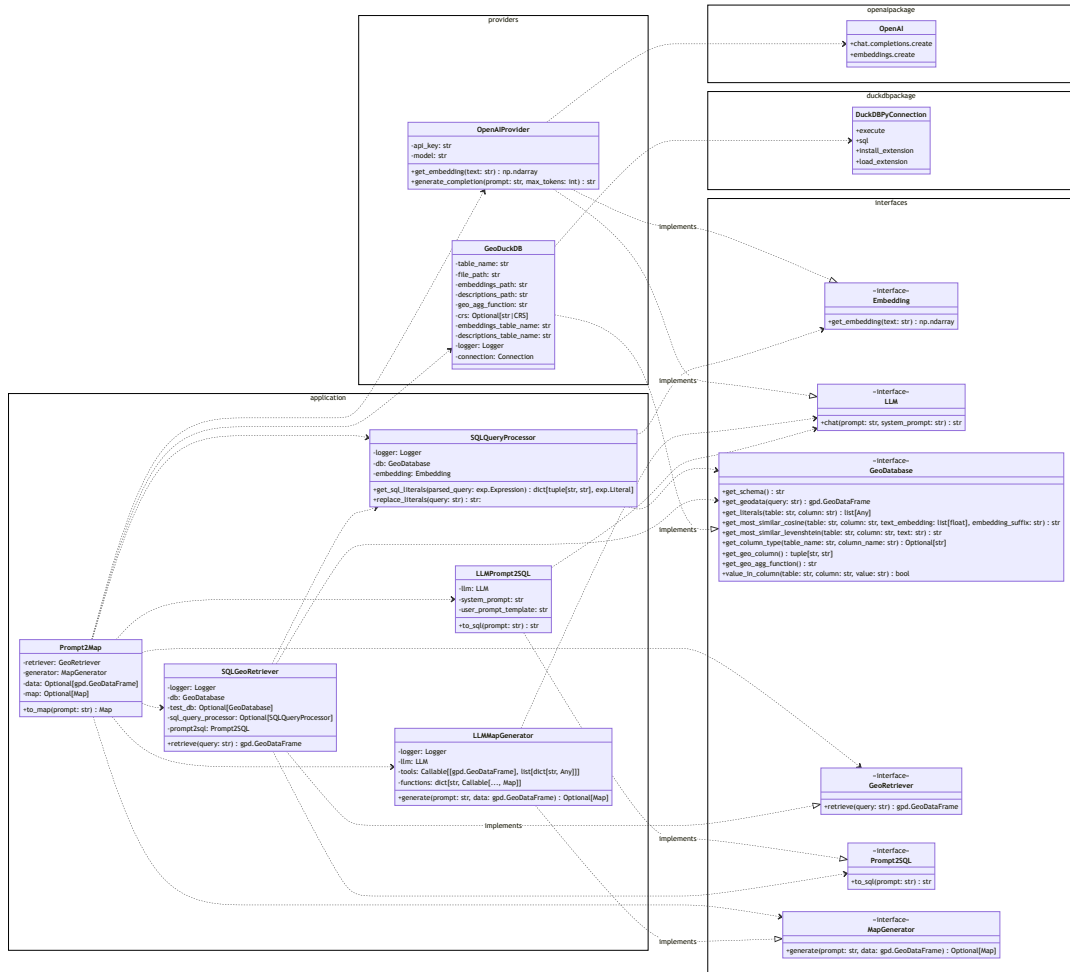 providers
OpenAIProvider
-api_key: str
-model: str
+get_embedding(text: str) : np.ndarray
+generate_completion(prompt: str, max_tokens: int) : str
GeoDuckDB
-table_name: str
-file_path: str
-embeddings_path: str
-descriptions_path: str
-geo_agg_function: str
-crs: Optional[str|CRS]
-embeddings_table_name: str
-descriptions_table_name: str
-logger: Logger
-connection: Connection
openaipackage
OpenAI
+chat.completions.create
+embeddings.create
duckdbpackage
DuckDBPyConnection
+execute
+sql
+install_extension
+load_extension
Interfaces
Implements
«interface»
Embedding
+get_embedding(text: str) : np.ndarray
Implements
«interface»
LLM
+chat(prompt: str, system_prompt: str) : str
Implements
«interface»
GeoDatabase
+get_schema() : str
+get_geodata(query: str) : gpd.GeoDataFrame
+get_literals(table: str, column: str) : list[Any]
+get_most_similar_cosine(table: str, column: str, text_embedding: list[float], embedding_suffix: str) : str
+get_most_similar_levenshtein(table: str, column: str, text: str) : str
+get_column_type(table_name: str, column_name: str) : Optional[str]
+get_geo_column() : tuple[str, str]
+get_geo_agg_function() : str
+value_in_column(table: str, column: str, value: str) : bool
application
SQLQueryProcessor
-logger: Logger
-db: GeoDatabase
-embedding: Embedding
+get_sql_literals(parsed_query: exp.Expression) : dict[tuple[str, str], exp.Literal]
+replace_literals(query: str) : str:
LLMPrompt2SQL
-llm: LLM
-system_prompt: str
-user_prompt_template: str
+to_sql(prompt: str) : str
Prompt2Map
-retriever: GeoRetriever
-generator: MapGenerator
-data: Optional[gpd.GeoDataFrame]
-map: Optional[Map]
+to_map(prompt: str) : Map
SQLGeoRetriever
-logger: Logger
-db: GeoDatabase
-test_db: Optional[GeoDatabase]
-sql_query_processor: Optional[SQLQueryProcessor]
-prompt2sql: Prompt2SQL
+retrieve(query: str) : gpd.GeoDataFrame
LLMMapGenerator
-logger: Logger
-llm: LLM
-tools: Callable[[gpd.GeoDataFrame], list[dict[str, Any]]]
-functions: dict[str, Callable[..., Map]]
+generate(prompt: str, data: gpd.GeoDataFrame) : Optional[Map]
«interface»
GeoRetriever
+retrieve(query: str) : gpd.GeoDataFrame
Implements
Implements
«interface»
Prompt2SQL
+to_sql(prompt: str) : str
Implements
«interface»
MapGenerator
+generate(prompt: str, data: gpd.GeoDataFrame) : Optional[Map]